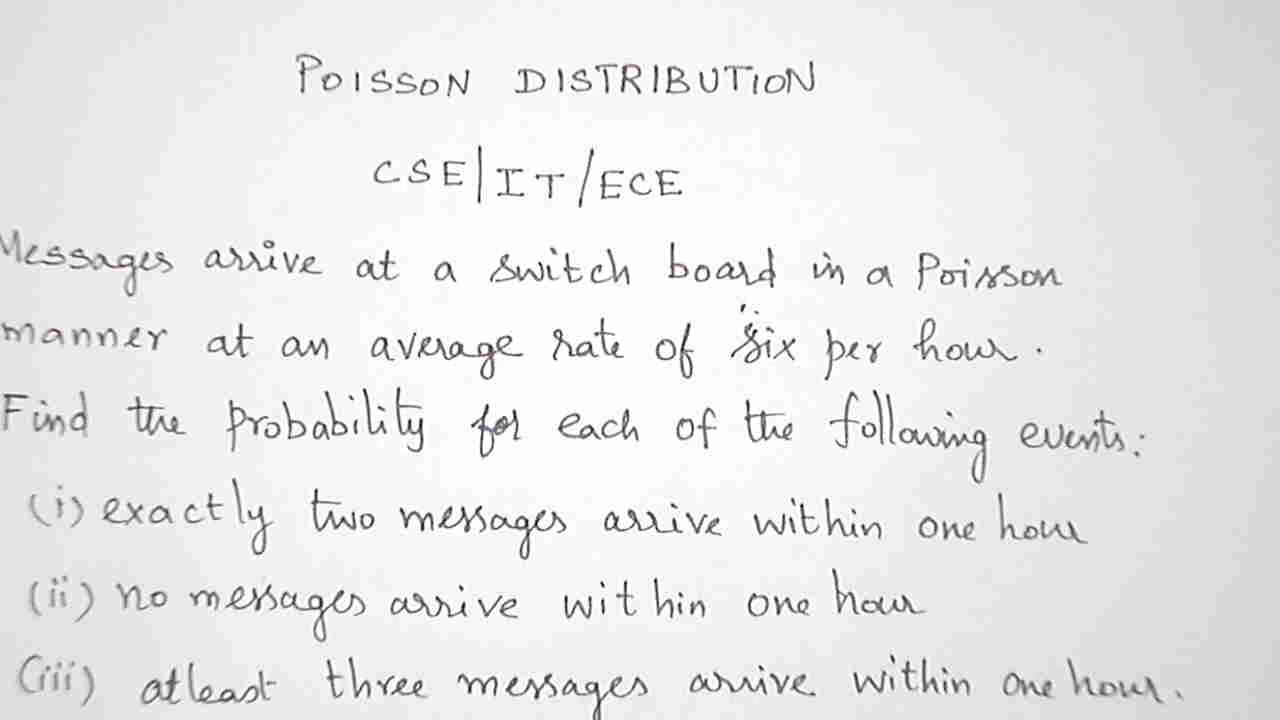 POISSON DISTRIBUTION
CSE|IT/ECE
Messages arrive at a switch board in a Poisson
manner at an average rate of six per hour.
Find the probability for each of the following events:
(i) exactly two messages arrive within one hour
(ii) no messages arrive within one hour
(iii) atleast three messages arrive within one hour.